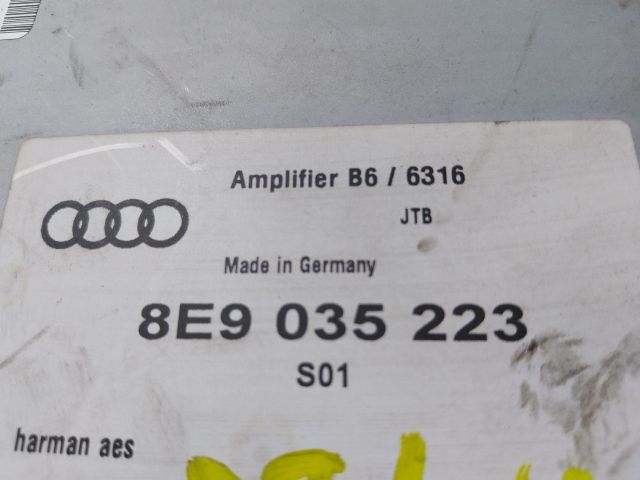 Amplifier B6 / 6316
JTB
Made in Germany
8E9 035 223
S01
harman aes